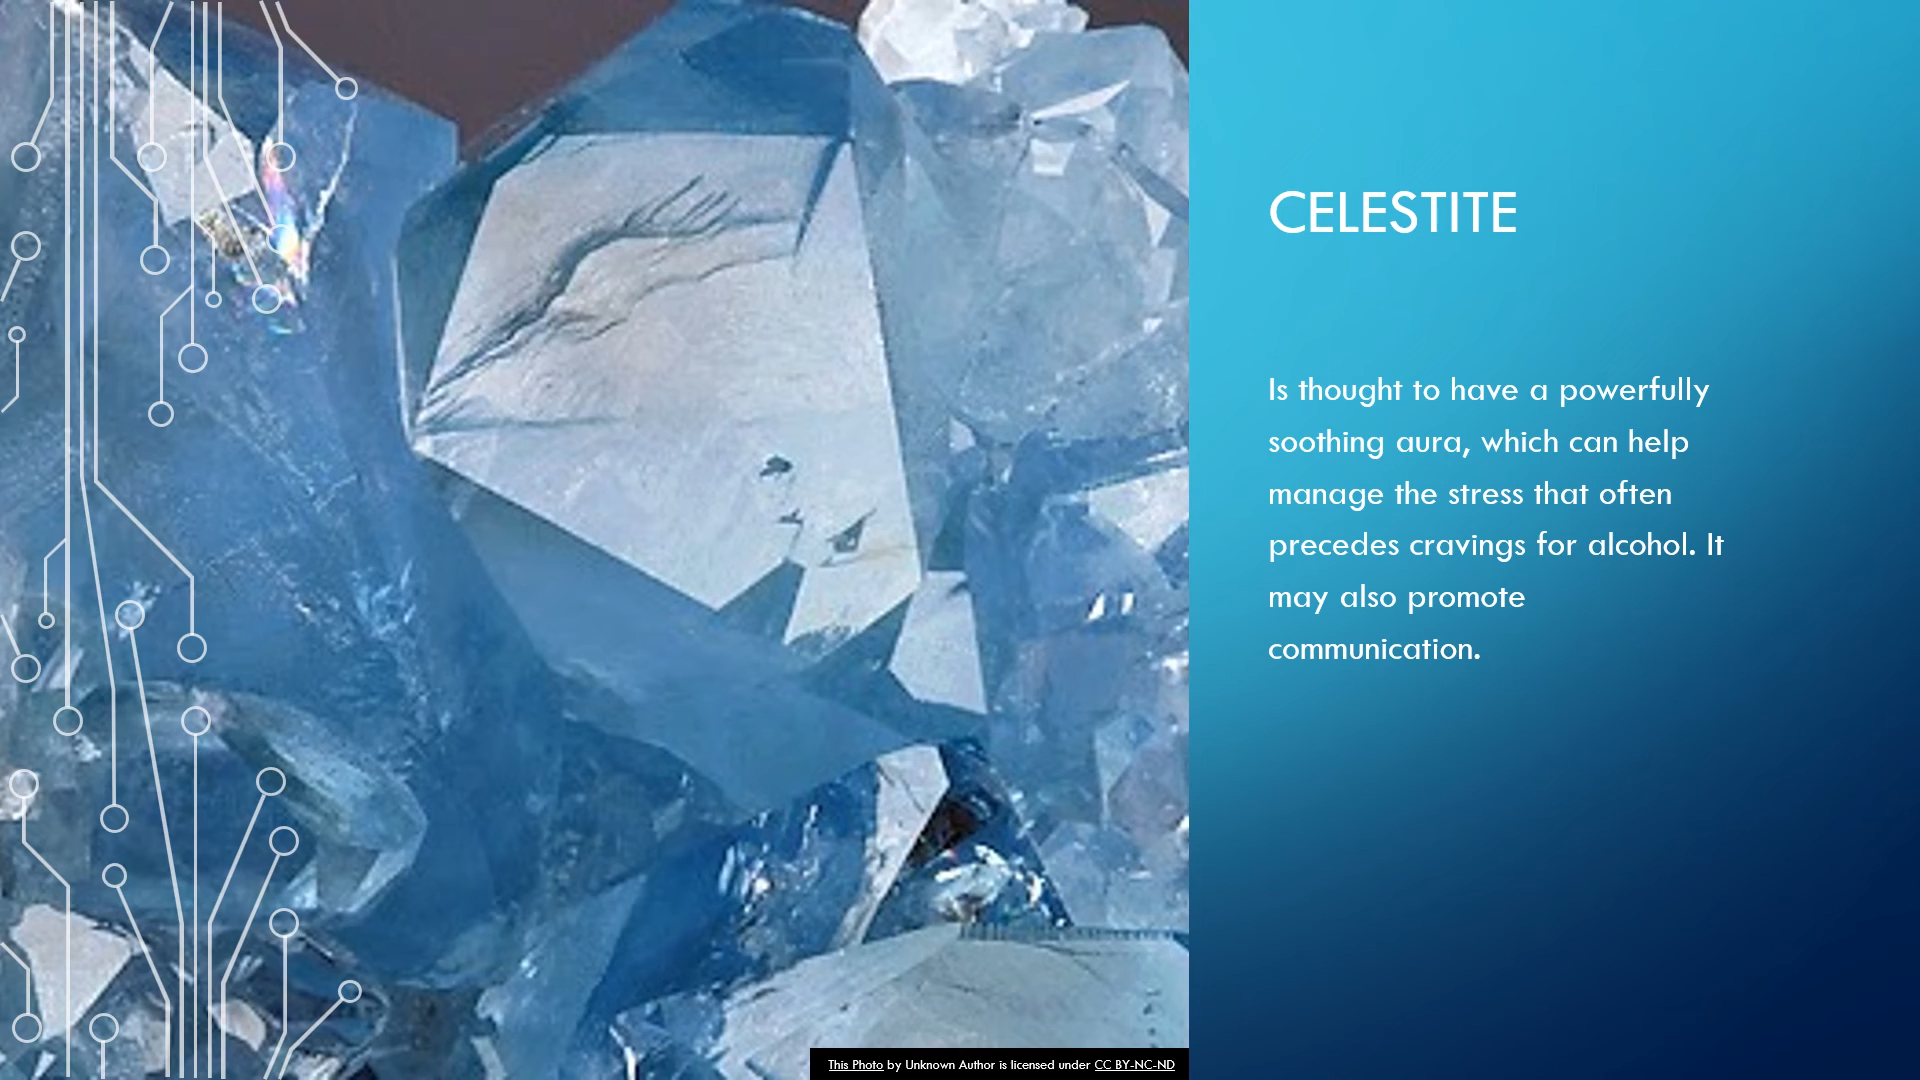 CELESTITE
Is thought to have a powerfully
soothing aura, which can help
manage the stress that often
precedes cravings for alcohol. It
may also promote
communication.
This Photo by Unknown Author is licensed under CC BY-NC-ND